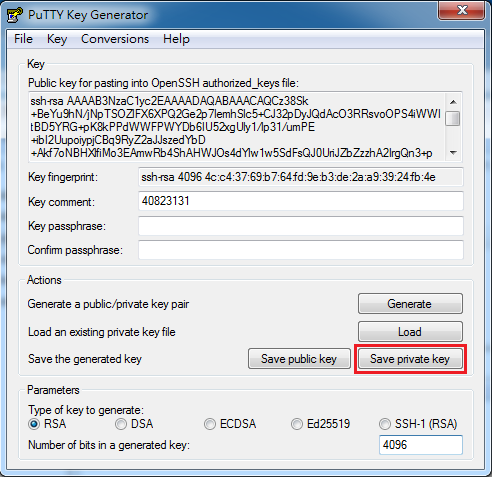 PuTTY Key Generator
File Key Conversions Help
Key
Public key for pasting into OpenSSH authorized_keys file:
ssh-rsa AAAAB3NzaC1yc2EAAAADAQABAAACAQCz38Sk
+BeYu9hN/jNpTSOZIFX6XPQ2Ge2p7IemhSlc5+CJ32pDyJQdAcO3RRsvoOPS4iWWI
tBD5YRG+pK8kPPdWWFPWYDb6IU52xgUly1/lp31/umPE
+ibI2UupoiypjCBq9RyZ2aJJszedYbD
+Akf7oNBHXfiMo3EAmwRb4ShAHWJOs4dYlw1w5SdFsQJ0UriJZbZzzhA2IrgQn3+p
Key fingerprint: ssh-rsa 4096 4c:c4:37:69:b7:64:fd:9e:b3:de:2a:a9:39:24:fb:4e
Key comment: 40823131
Key passphrase:
Confirm passphrase:
Actions
Generate a public/private key pair Generate
Load an existing private key file Load
Save the generated key Save public key Save private key
Parameters
Type of key to generate:
RSA DSA ECDSA Ed25519 SSH-1 (RSA)
Number of bits in a generated key: 4096